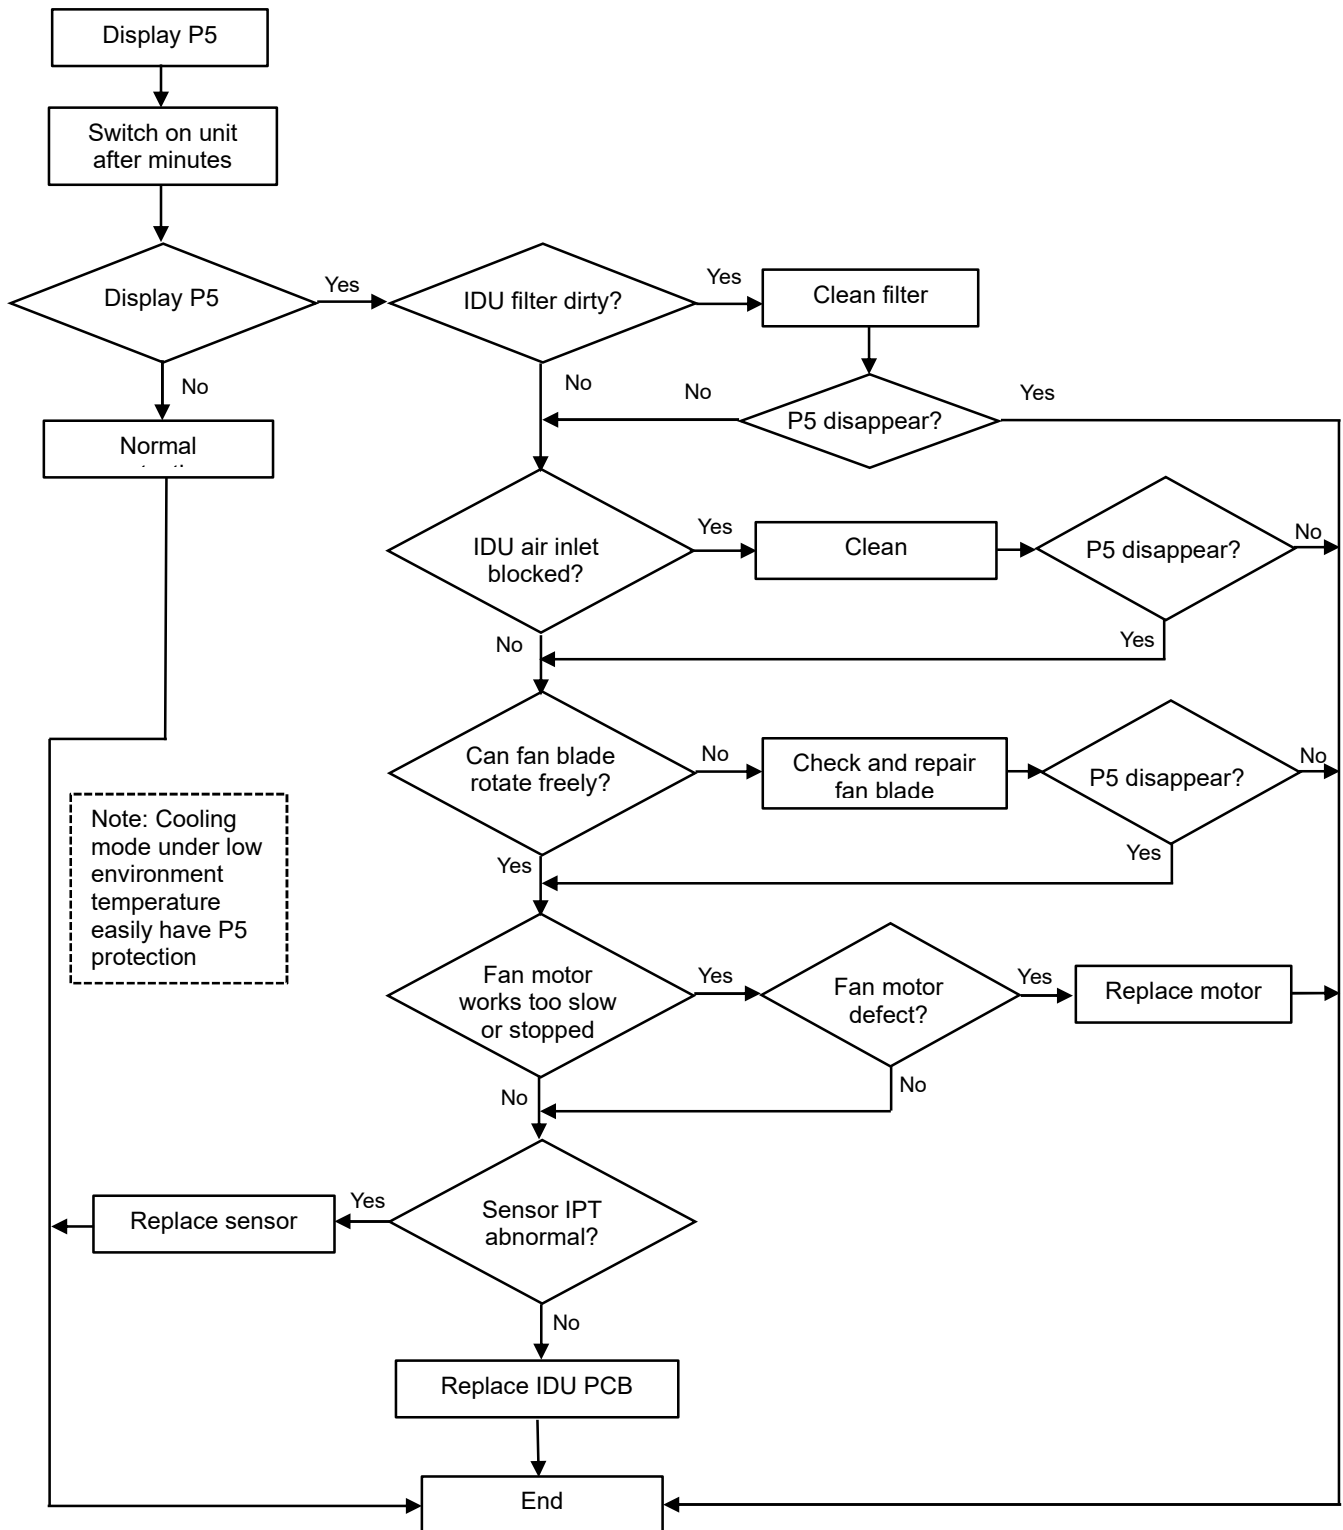 Display P5
Switch on unit
after minutes
Display P5
Yes
IDU filter dirty?
Yes
Clean filter
No
No
No
Yes
P5 disappear?
Normal
IDU air inlet
blocked?
Yes
Clean
P5 disappear?
No
No
Yes
Can fan blade
rotate freely?
No
Check and repair
fan blade
P5 disappear?
No
Yes
Yes
Note: Cooling
mode under low
environment
temperature
easily have P5
protection
Fan motor
works too slow
or stopped
Yes
Fan motor
defect?
Yes
Replace motor
No
No
Sensor IPT
abnormal?
Yes
Replace sensor
No
Replace IDU PCB
End